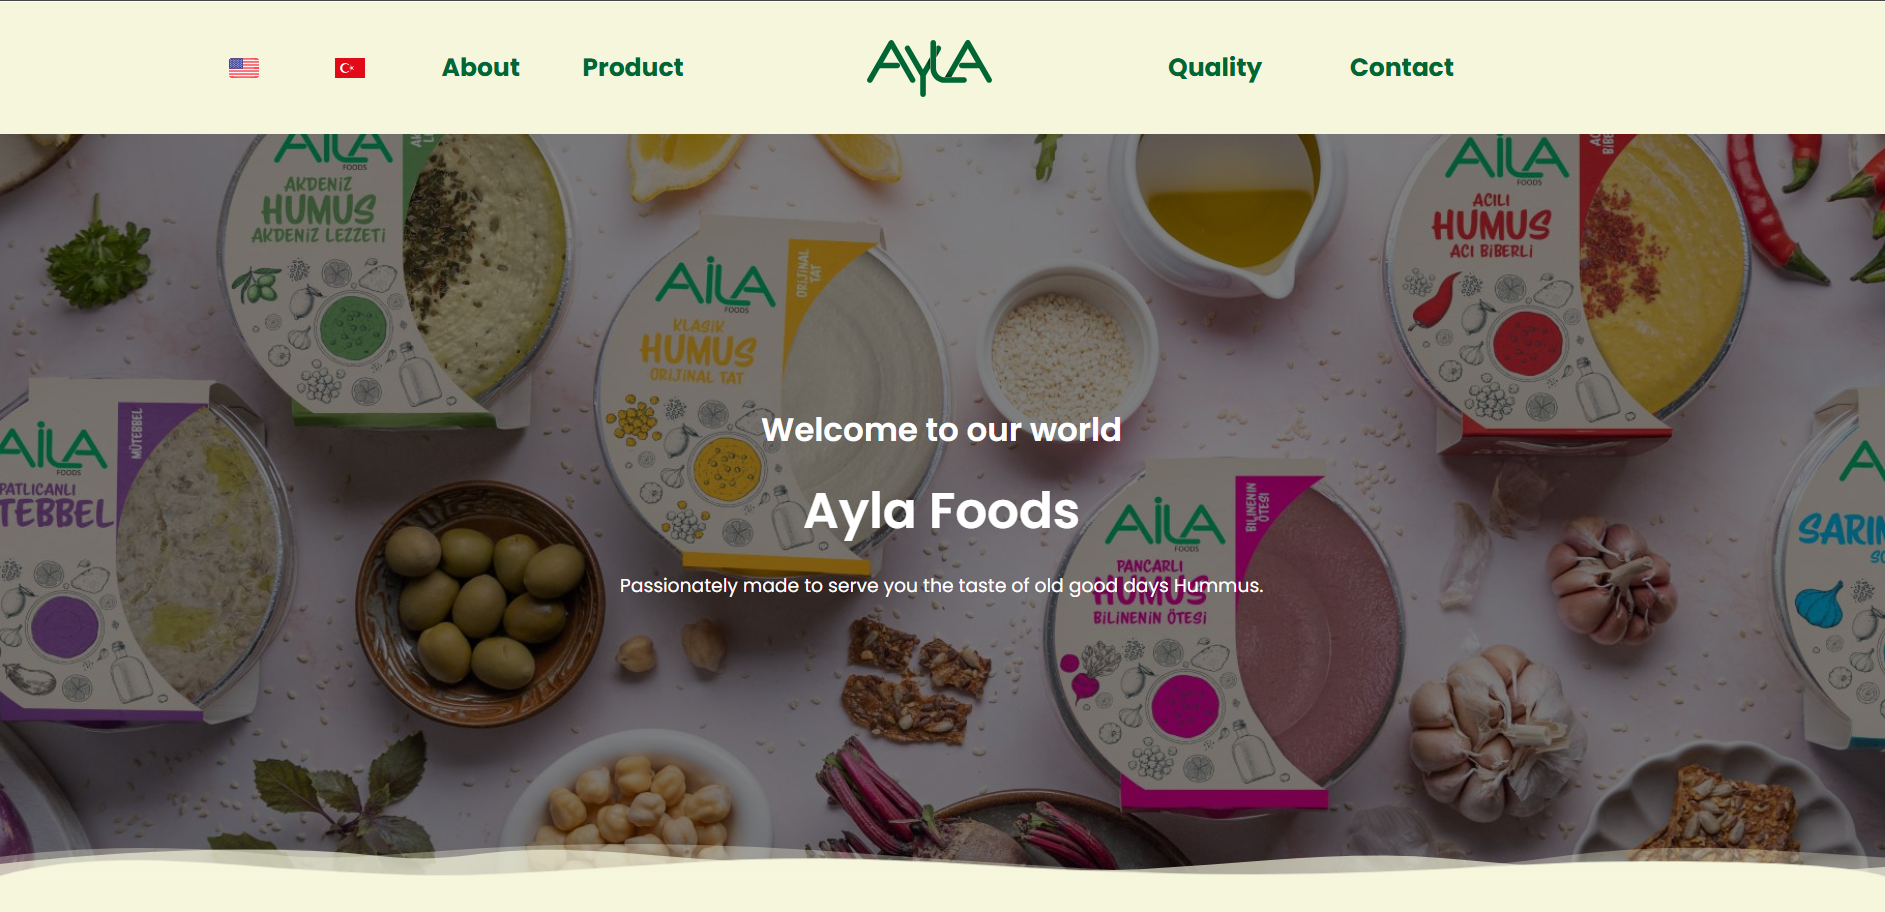 About
Product
AYLA
Quality
Contact
AİLA
FOODS
AKDENİZ
HUMUS
AKDENİZ LEZZETİ
AİLA
FOODS
ACILI
HUMUS
ACI BİBERLİ
AİLA
FOODS
ORİJİNAL
TAT
KLASİK
HUMUS
ORİJİNAL TAT
AİLA
FOODS
MÜTEBBEL
PATLICANLI
TEBBEL
Welcome to our world
Ayla Foods
Passionately made to serve you the taste of old good days Hummus.
AİLA
FOODS
BİLİNENİN
ÖTESİ
PANCARLI
HUMUS
BİLİNENİN ÖTESİ
A
SARIM